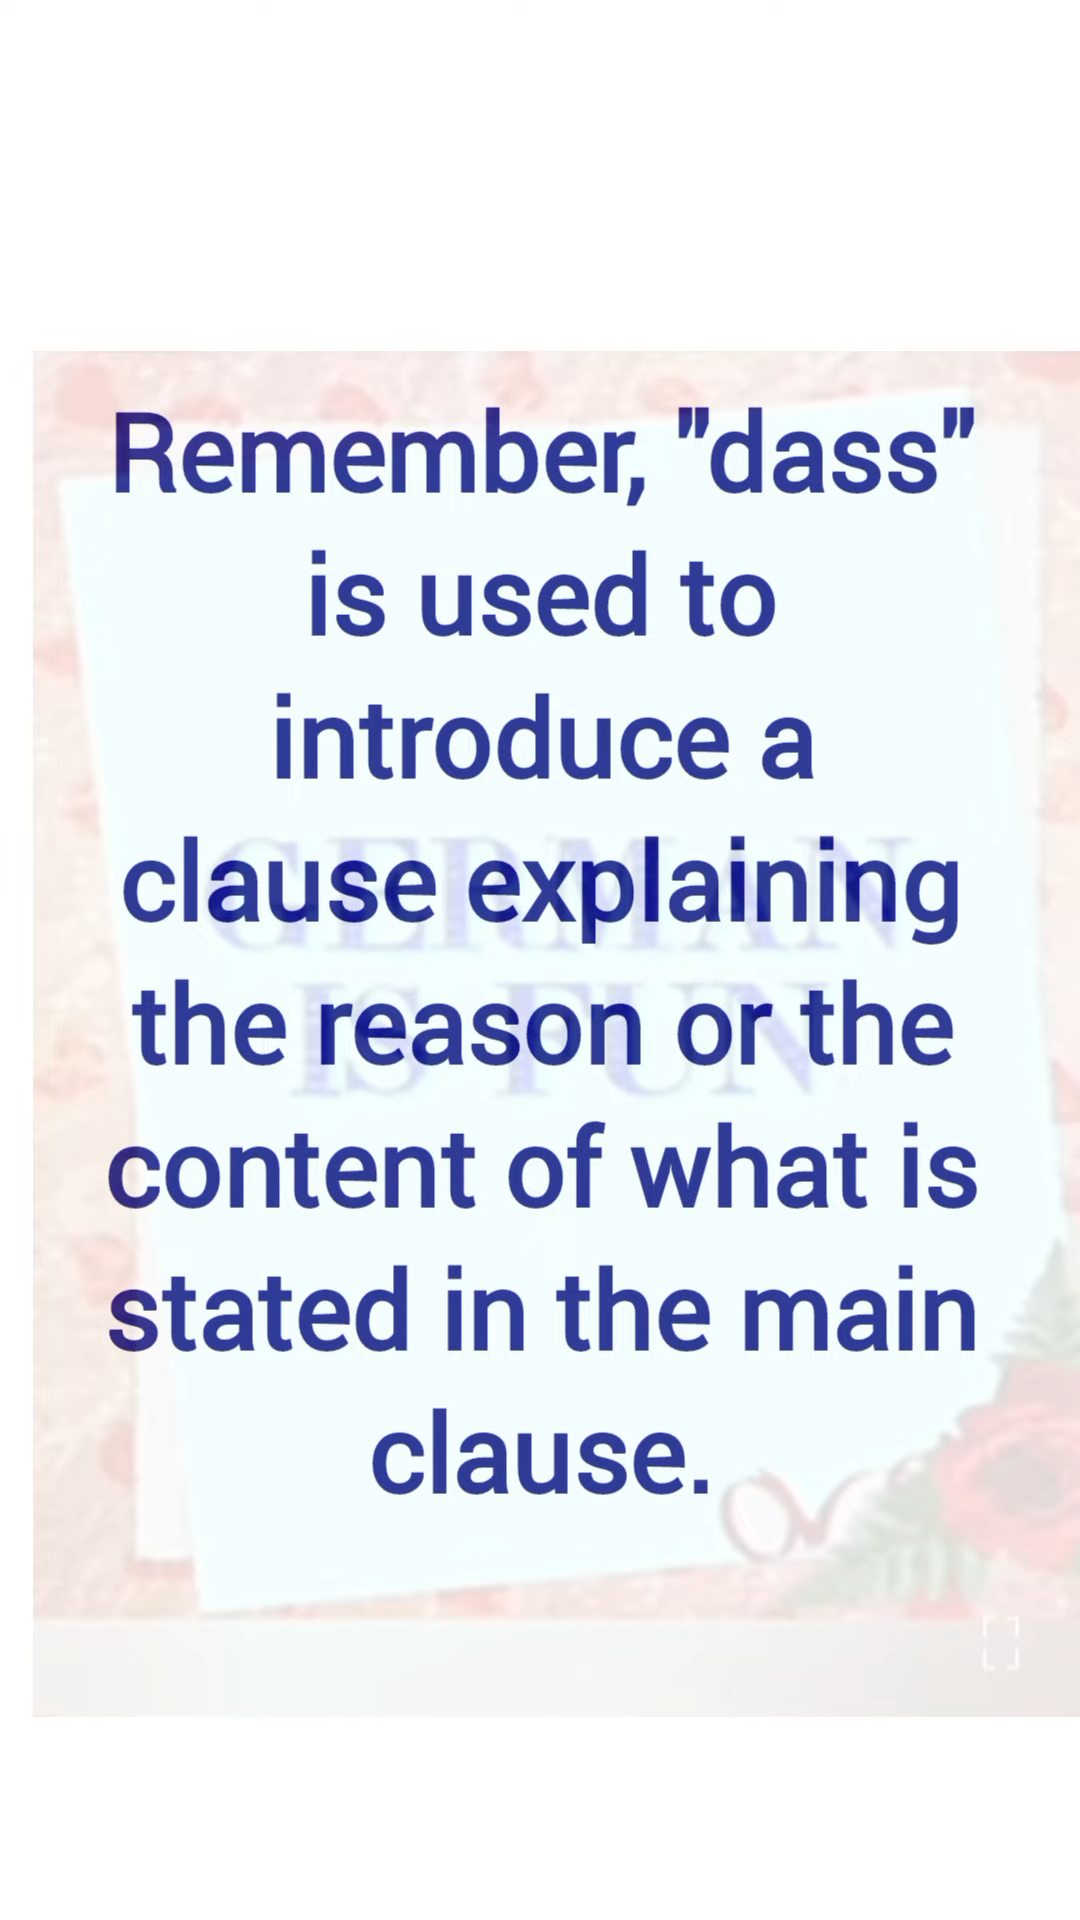 Remember, "dass"
is used to
introduce a
clause explaining
the reason or the
content of what is
stated in the main
clause.
GERMAN
IS FUN